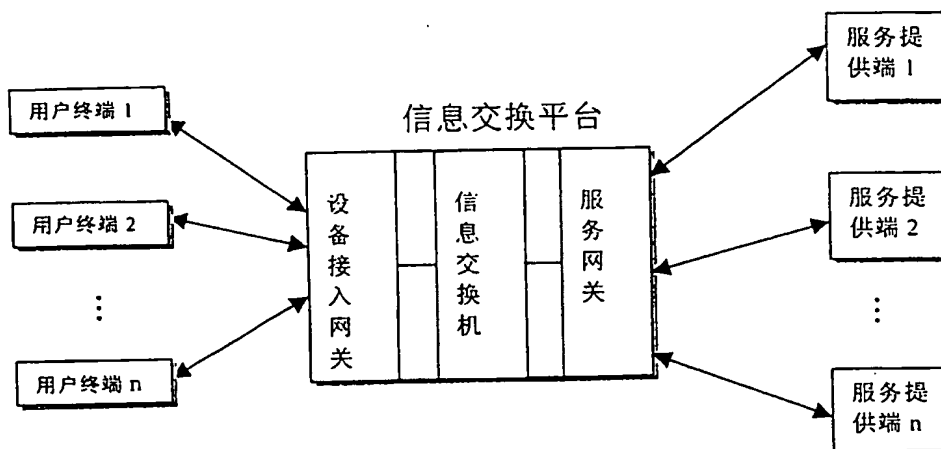 用户终端1
用户终端2
⋮
用户终端n
信息交换平台
设备接入网关
信息交换机
服务网关
服务提
供端1
服务提
供端2
⋮
服务提
供端n